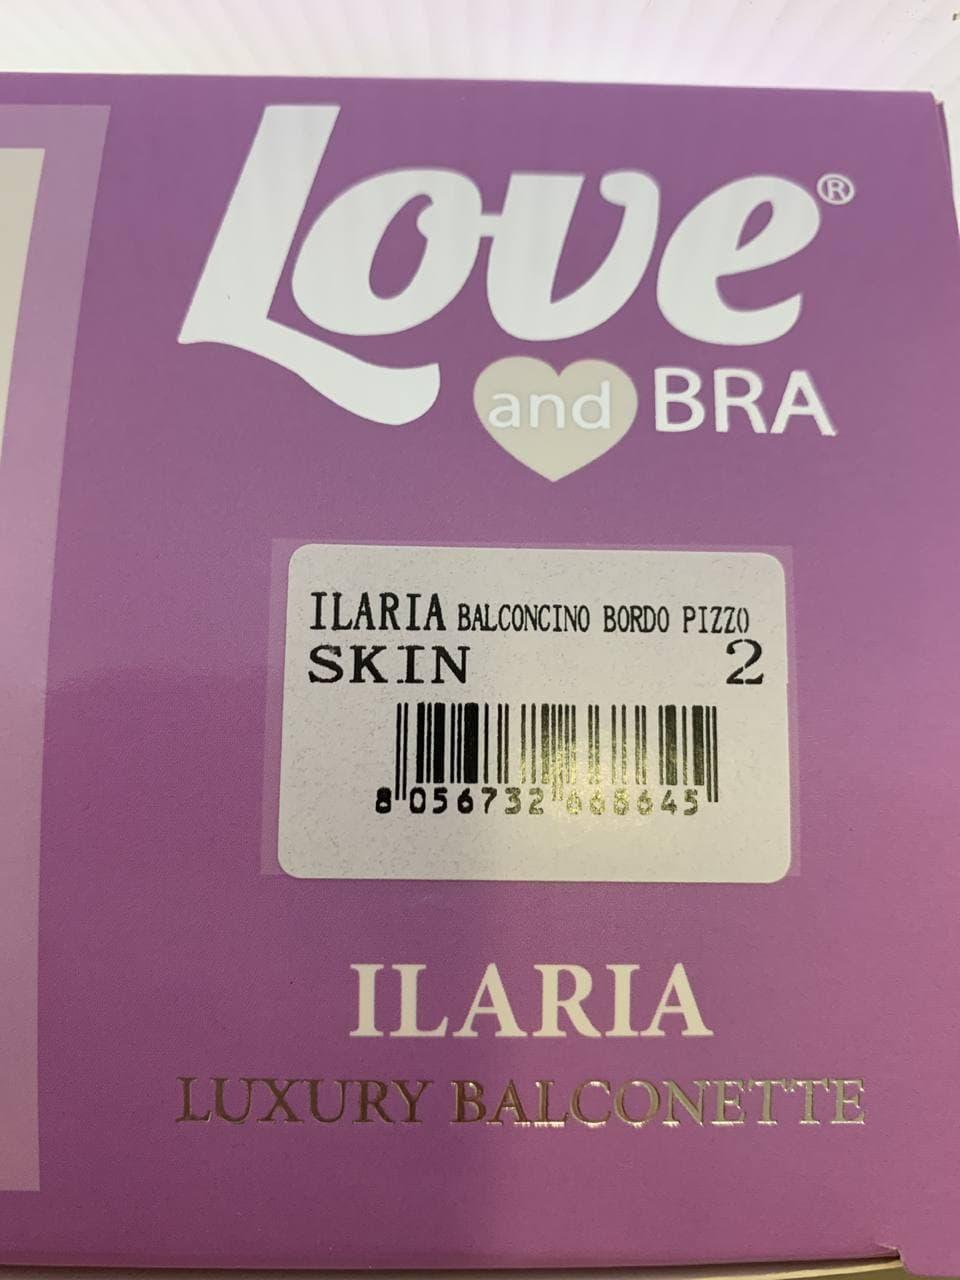 Love®
and BRA
ILARIA BALCONCINO BORDO PIZZO
SKIN 2
8 056732 668645
ILARIA
LUXURY BALCONETTE